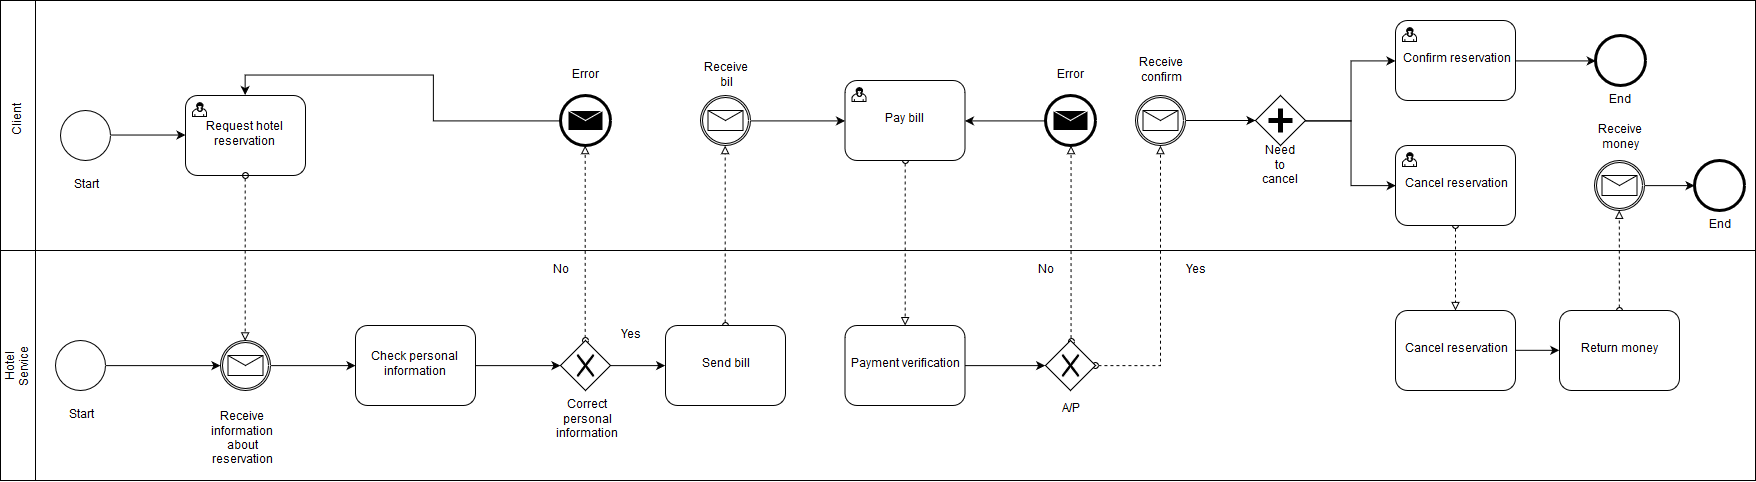 Client
Start
Request hotel
reservation
Error
Receive
bil
Pay bill
Error
Receive
confirm
Need
to
cancel
Confirm reservation
End
Cancel reservation
Receive
money
End
Hotel
Service
No
No
Yes
Start
Receive
information
about
reservation
Check personal
information
Yes
Correct
personal
information
Send bill
Payment verification
A/P
Cancel reservation
Return money